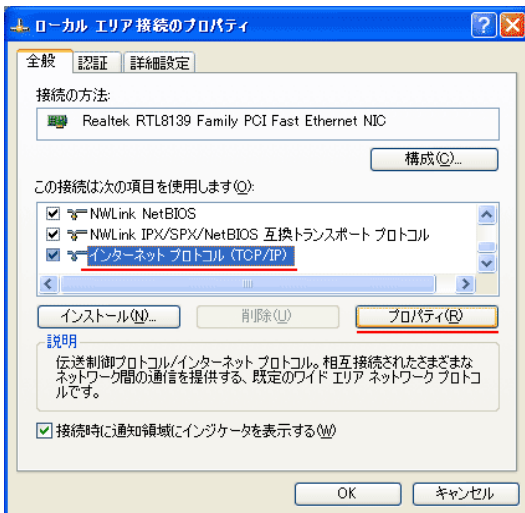 ローカル エリア接続のプロパティ
全般 認証 詳細設定
接続の方法:
Realtek RTL8139 Family PCI Fast Ethernet NIC
構成(C)...
この接続は次の項目を使用します(O):
NWLink NetBIOS
NWLink IPX/SPX/NetBIOS 互換トランスポート プロトコル
インターネット プロトコル (TCP/IP)
インストール(N)... 削除(U) プロパティ(R)
説明
伝送制御プロトコル/インターネット プロトコル。相互接続されたさまざまな
ネットワーク間の通信を提供する、既定のワイド エリア ネットワーク プロトコ
ルです。
接続時に通知領域にインジケータを表示する(W)
OK キャンセル